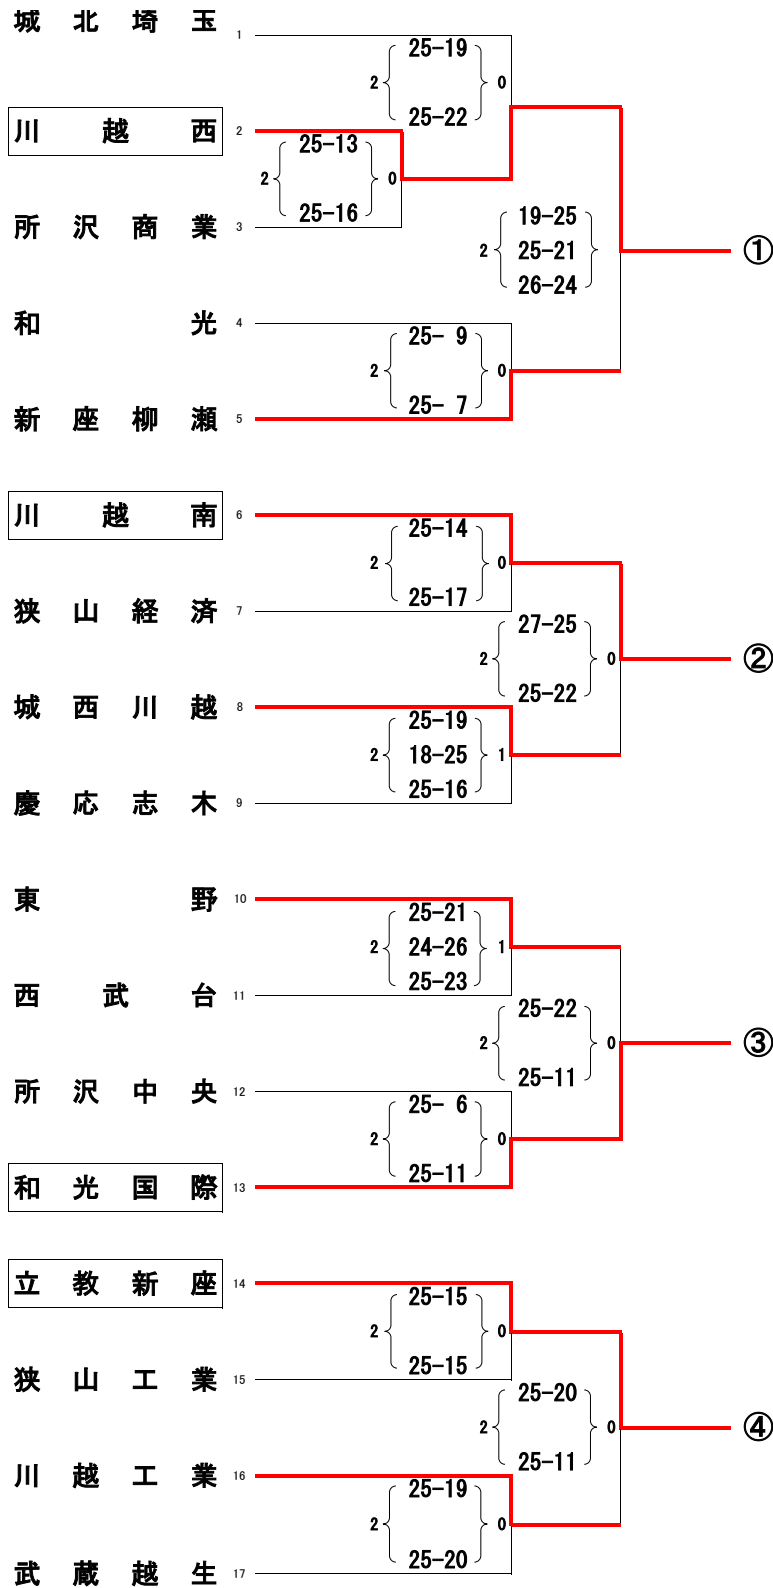 城北埼玉 1
25-19
2 0
25-22
川越西 2
25-13
2 0
25-16
所沢商業 3
19-25
2 25-21
26-24
①
和光 4
25- 9
2 0
25- 7
新座柳瀬 5
川越南 6
25-14
2 0
25-17
狭山経済 7
27-25
2 0
25-22
②
城西川越 8
25-19
2 18-25 1
25-16
慶応志木 9
東野 10
25-21
2 24-26 1
25-23
西武台 11
25-22
2 0
25-11
③
所沢中央 12
25- 6
2 0
25-11
和光国際 13
立教新座 14
25-15
2 0
25-15
狭山工業 15
25-20
2 0
25-11
④
川越工業 16
25-19
2 0
25-20
武蔵越生 17